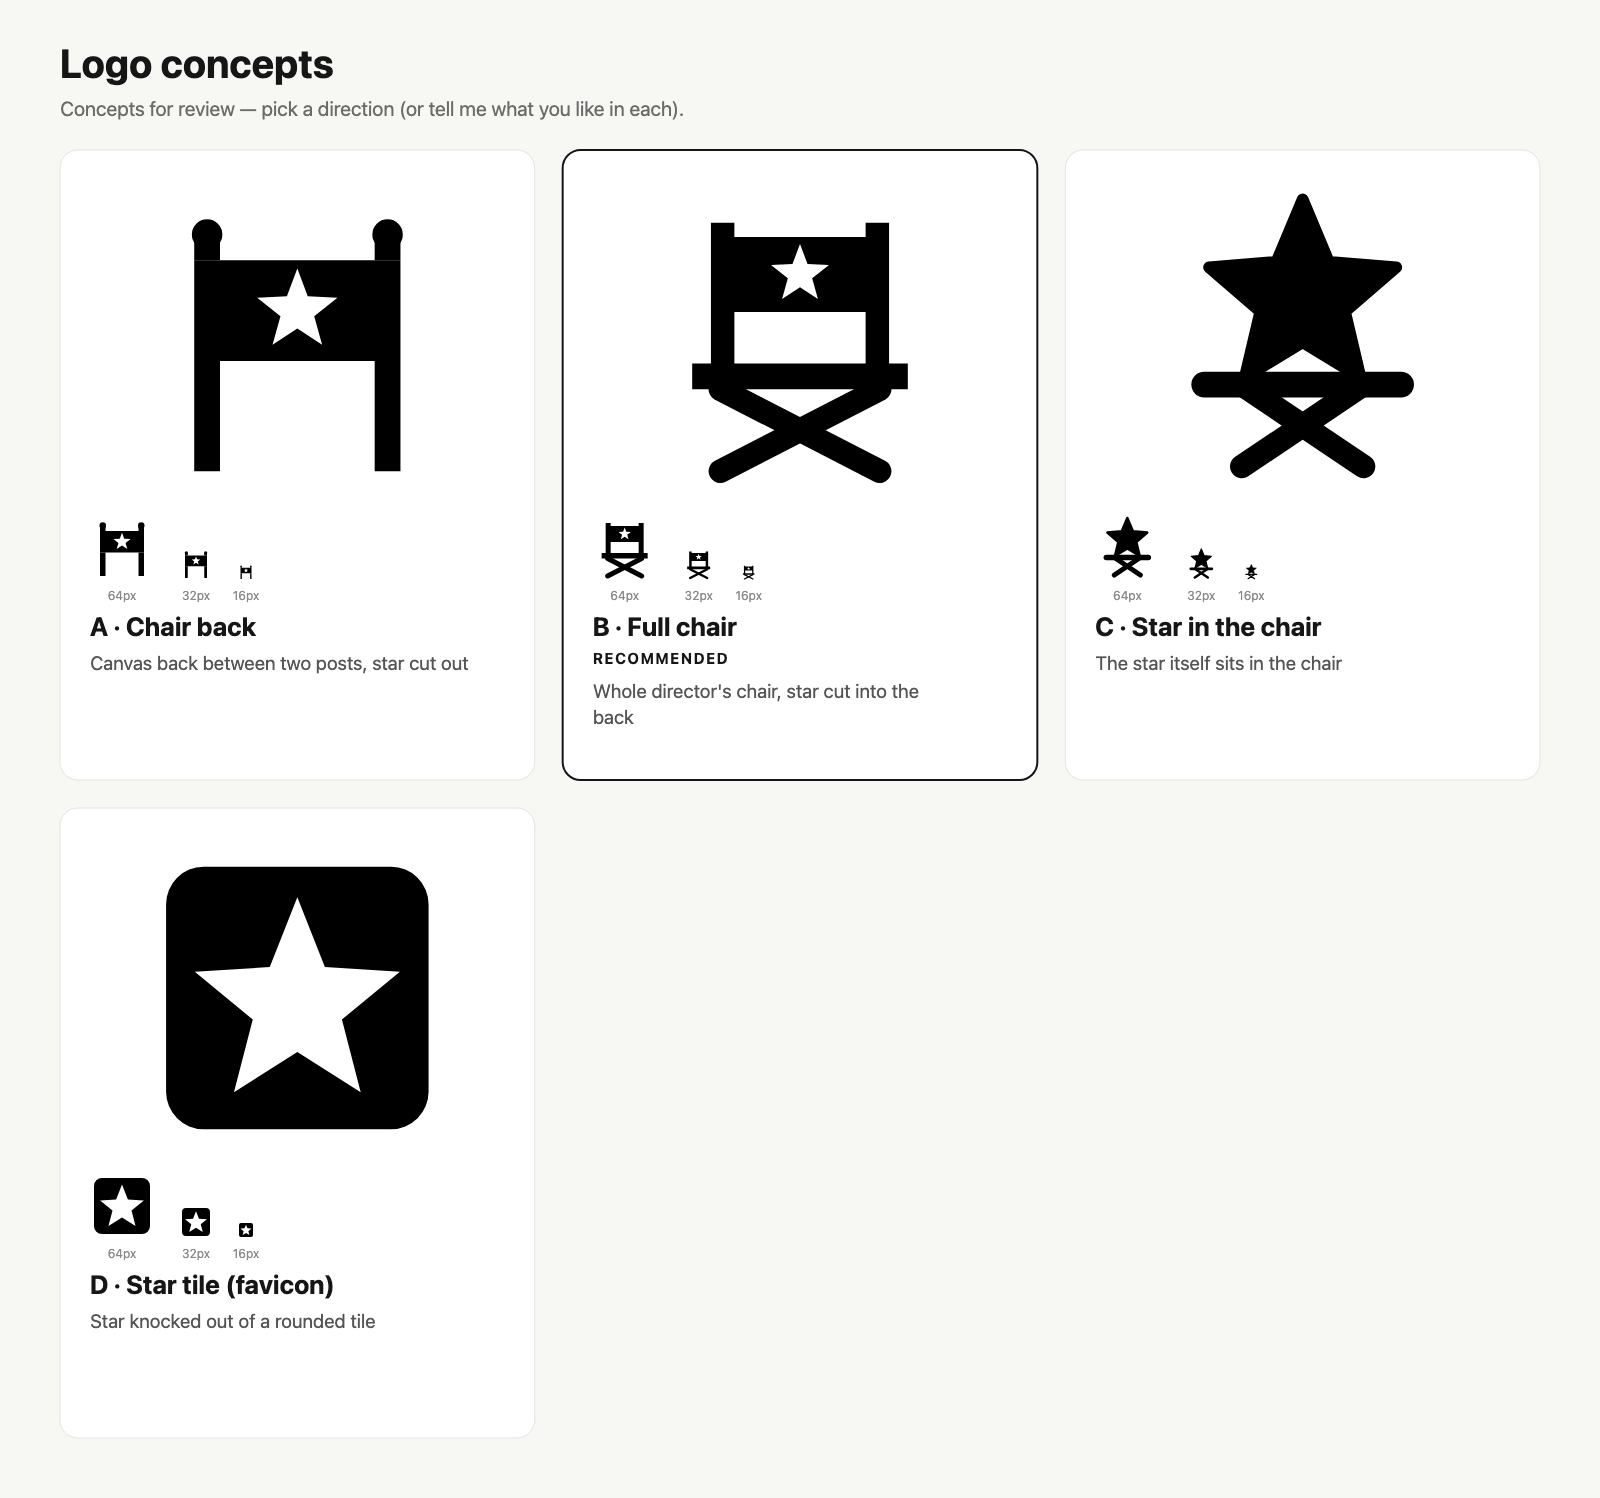 Logo concepts
Concepts for review — pick a direction (or tell me what you like in each).
64px 32px 16px
A · Chair back
Canvas back between two posts, star cut out
64px 32px 16px
B · Full chair
RECOMMENDED
Whole director's chair, star cut into the
back
64px 32px 16px
C · Star in the chair
The star itself sits in the chair
64px 32px 16px
D · Star tile (favicon)
Star knocked out of a rounded tile